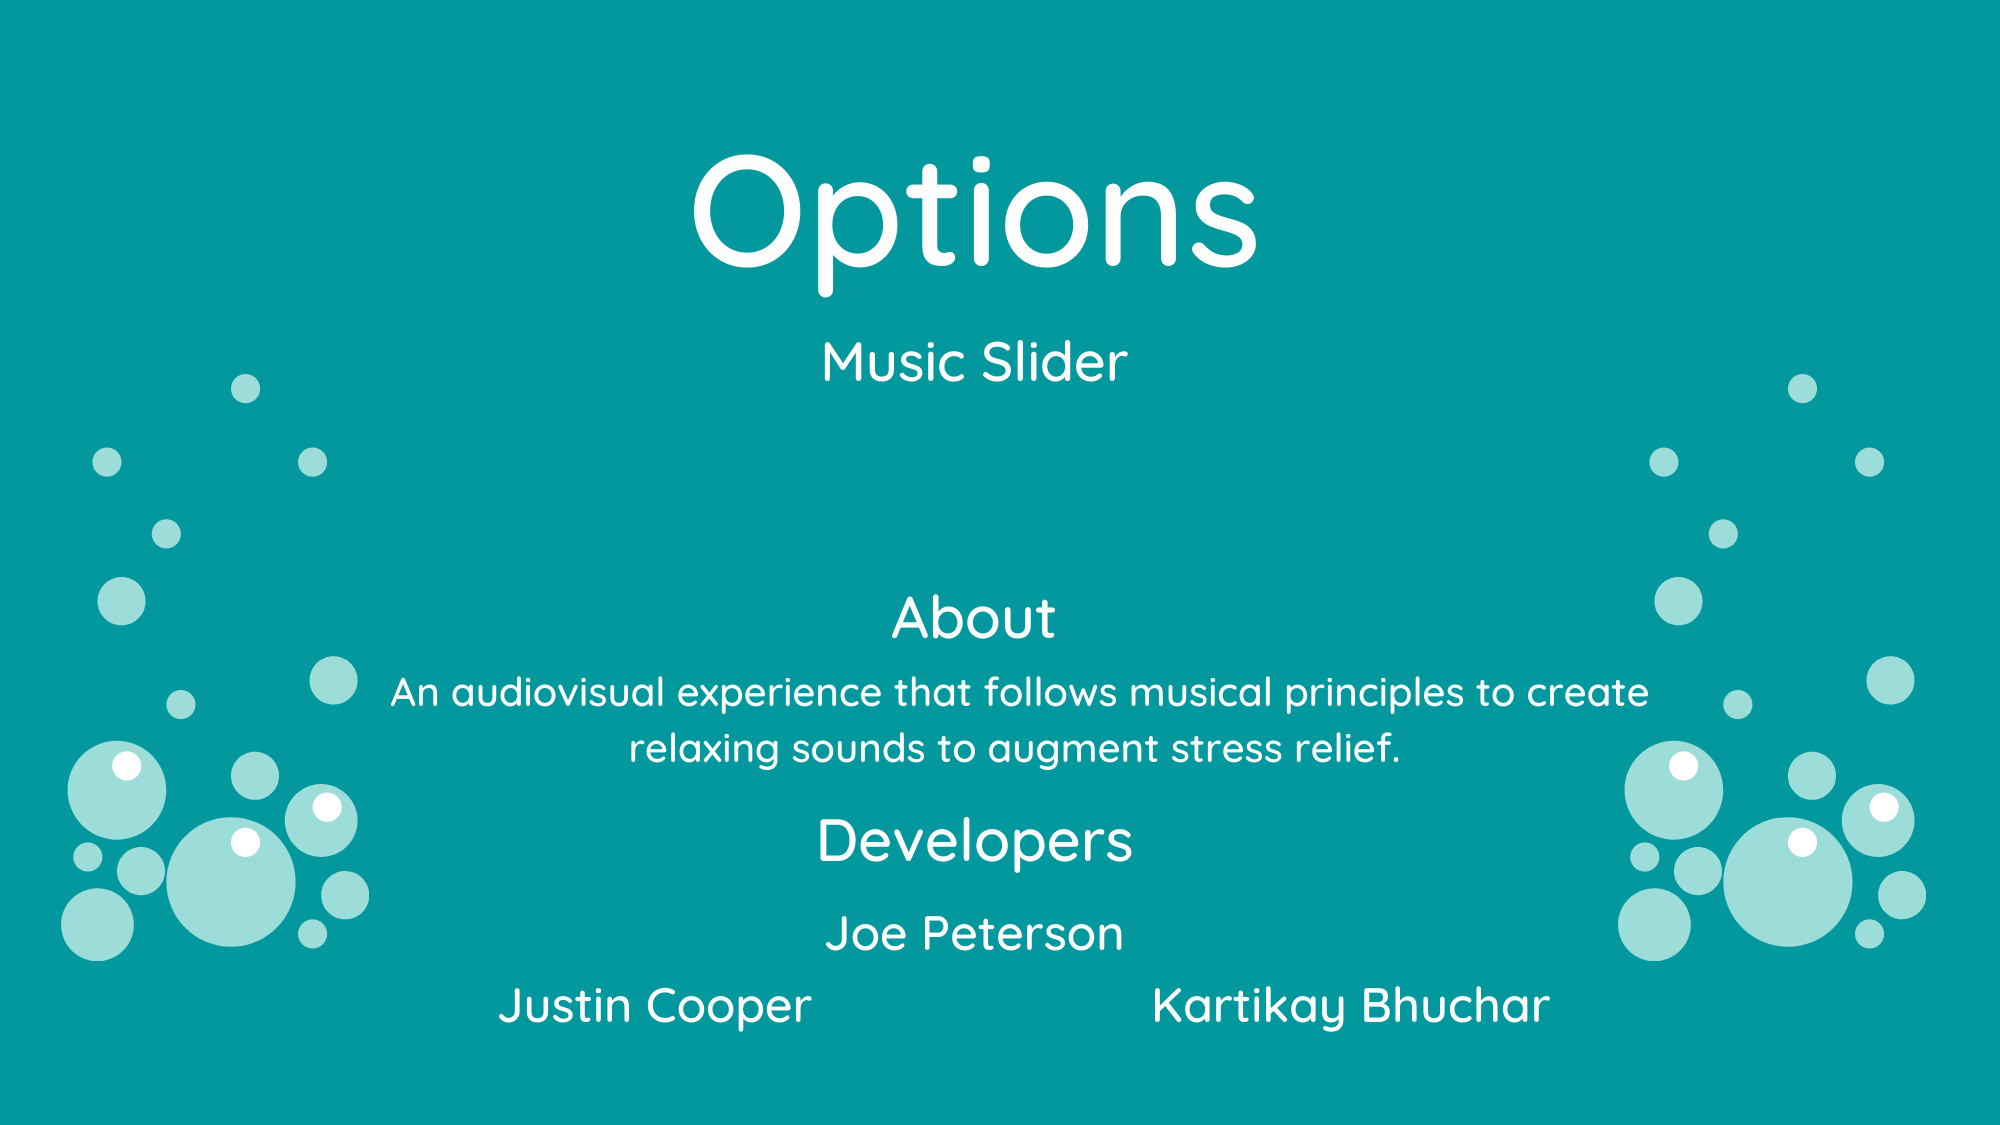 Options
Music Slider
About
An audiovisual experience that follows musical principles to create
relaxing sounds to augment stress relief.
Developers
Joe Peterson
Justin Cooper
Kartikay Bhuchar